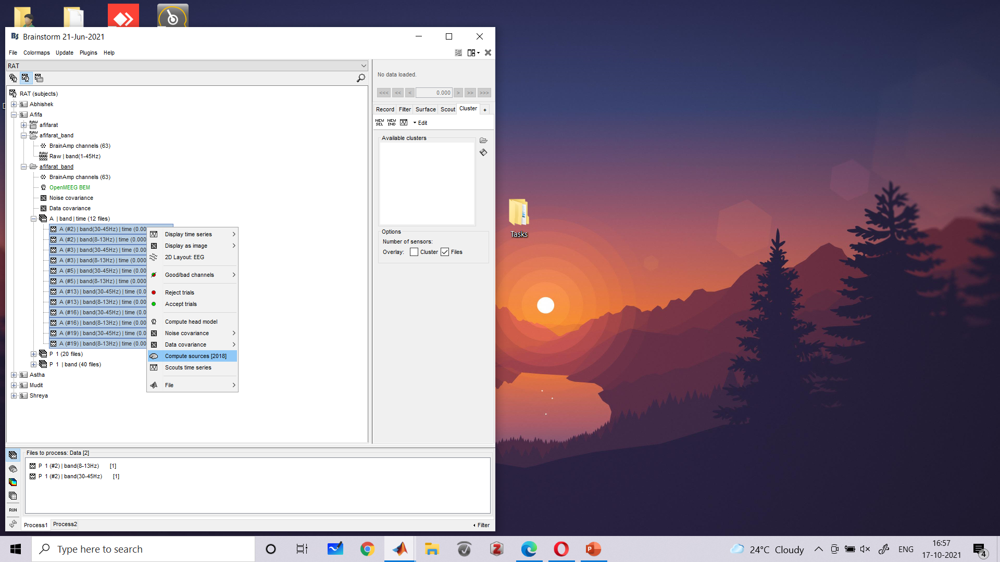 Brainstorm 21-Jun-2021
File Colormaps Update Plugins Help
RAT
RAT (subjects)
Abhishek
Afifa
RAW
afifarat
RAW
afifarat_band
BrainAmp channels (63)
RAW
Raw | band(1-45Hz)
afifarat_band
BrainAmp channels (63)
OpenMEEG BEM
Noise covariance
Data covariance
A | band | time (12 files)
A (#2) | band(30-45Hz) | time (0.00
A (#2) | band(8-13Hz) | time (0.000
A (#3) | band(30-45Hz) | time (0.00
A (#3) | band(8-13Hz) | time (0.000
A (#5) | band(30-45Hz) | time (0.00
A (#5) | band(8-13Hz) | time (0.000
A (#13) | band(30-45Hz) | time (0.0
A (#13) | band(8-13Hz) | time (0.00
A (#16) | band(30-45Hz) | time (0.0
A (#16) | band(8-13Hz) | time (0.00
A (#19) | band(30-45Hz) | time (0.0
A (#19) | band(8-13Hz) | time (0.00
P 1 (20 files)
P 1 | band (40 files)
Astha
Mudit
Shreya
Display time series
Display as image
2D Layout: EEG
Good/bad channels
Reject trials
Accept trials
Compute head model
Noise covariance
Data covariance
Compute sources [2018]
Scouts time series
File
No data loaded.
<<< << < 0.000 > >> >>>
Record Filter Surface Scout Cluster +
NEW SEL NEW IND Edit
Available clusters
Options
Number of sensors:
Overlay: Cluster Files
Files to process: Data [2]
P 1 (#2) | band(8-13Hz) [1]
P 1 (#2) | band(30-45Hz) [1]
RUN
Process1 Process2 Filter
Tasks
Type here to search
24°C Cloudy
ENG
16:57
17-10-2021
4